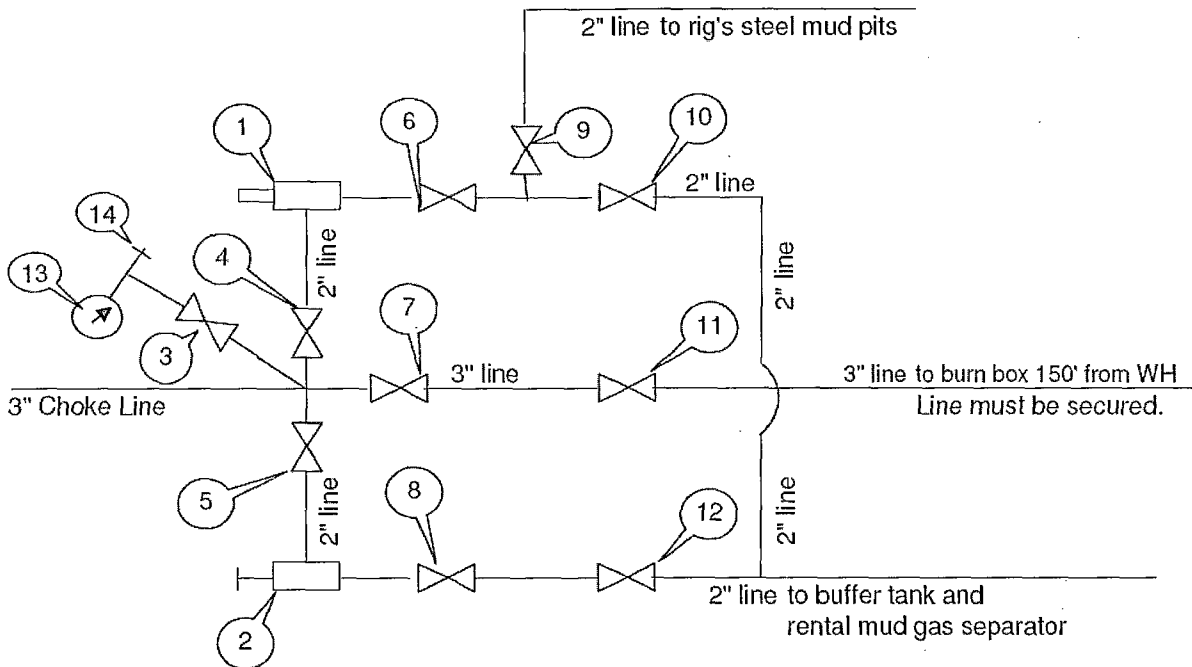 2" line to rig's steel mud pits
1
6
9
10
2" line
14
4
2" line
13
7
11
2" line
3
3" line
3" line to burn box 150' from WH
3" Choke Line
Line must be secured.
5
2" line
8
12
2" line
2
2" line to buffer tank and
rental mud gas separator